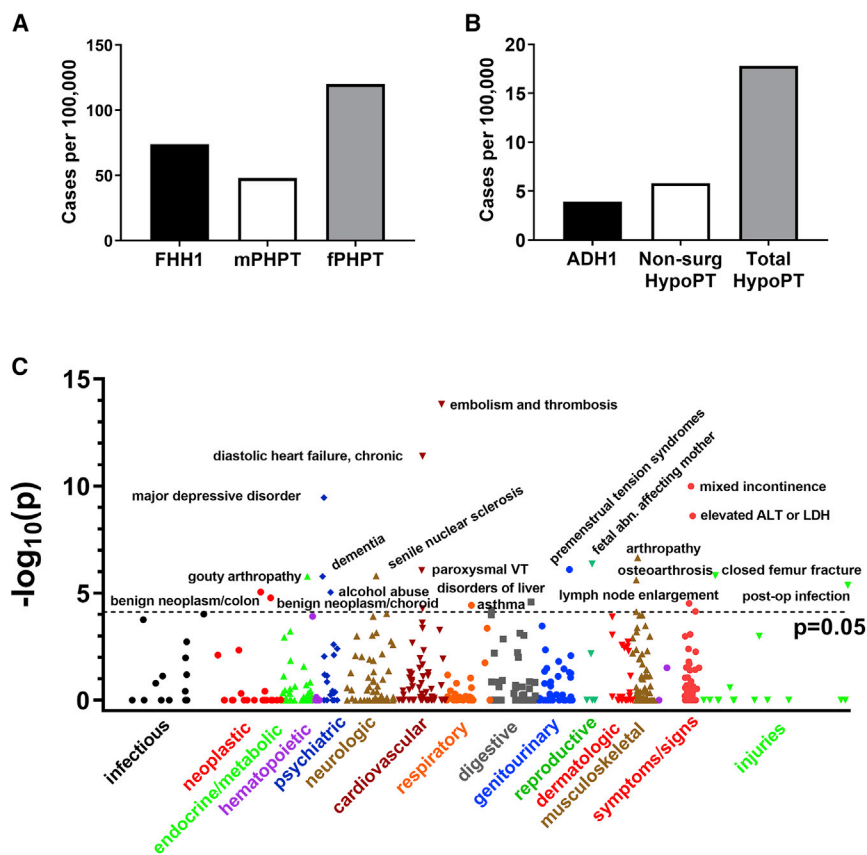 A
Cases per 100,000
150
100
50
0
FHH1 mPHPT fPHPT
B
Cases per 100,000
20
15
10
5
0
ADH1 Non-surg Total
HypoPT HypoPT
C
-log10(p)
15
10
5
0
embolism and thrombosis
diastolic heart failure, chronic
major depressive disorder
dementia
senile nuclear sclerosis
premenstrual tension syndromes
fetal abn. affecting mother
mixed incontinence
elevated ALT or LDH
arthropathy
gouty arthropathy
paroxysmal VT
osteoarthrosis
closed femur fracture
alcohol abuse
disorders of liver
benign neoplasm/colon
benign neoplasm/choroid
asthma
lymph node enlargement
post-op infection
p=0.05
infectious
neoplastic
endocrine/metabolic
hematopoietic
psychiatric
neurologic
cardiovascular
respiratory
digestive
genitourinary
reproductive
dermatologic
musculoskeletal
symptoms/signs
injuries